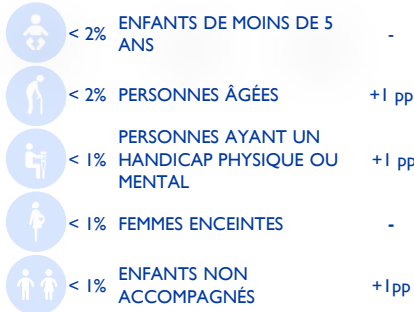 < 2% ENFANTS DE MOINS DE 5 ANS -
< 2% PERSONNES ÂGÉES +1 pp
< 1% PERSONNES AYANT UN HANDICAP PHYSIQUE OU MENTAL +1 pp
< 1% FEMMES ENCEINTES -
< 1% ENFANTS NON ACCOMPAGNÉS +1pp